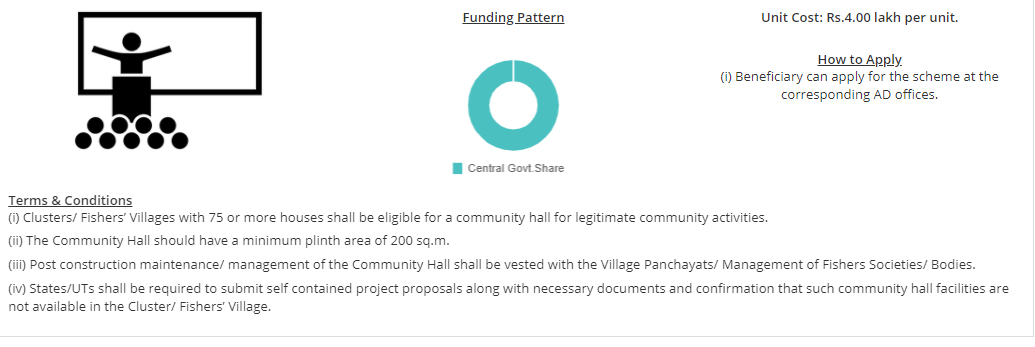 Funding Pattern
Central Govt.Share
Unit Cost: Rs.4.00 lakh per unit.
How to Apply
(i) Beneficiary can apply for the scheme at the
corresponding AD offices.
Terms & Conditions
(i) Clusters/ Fishers’ Villages with 75 or more houses shall be eligible for a community hall for legitimate community activities.
(ii) The Community Hall should have a minimum plinth area of 200 sq.m.
(iii) Post construction maintenance/ management of the Community Hall shall be vested with the Village Panchayats/ Management of Fishers Societies/ Bodies.
(iv) States/UTs shall be required to submit self contained project proposals along with necessary documents and confirmation that such community hall facilities are
not available in the Cluster/ Fishers’ Village.